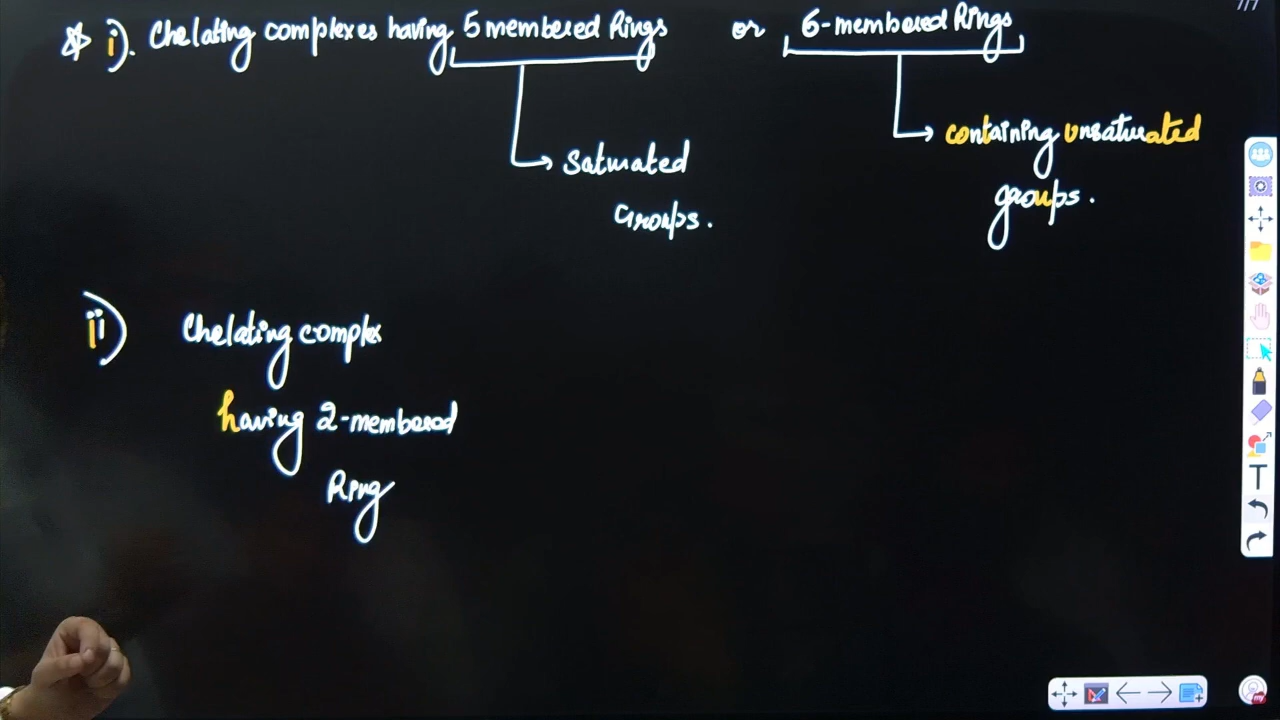 i). Chelating complexes having 5 membered Rings or 6-membered Rings
containing unsaturated
saturated
groups.
Groups.
ii) Chelating complex
having 2-membered
Ring
T